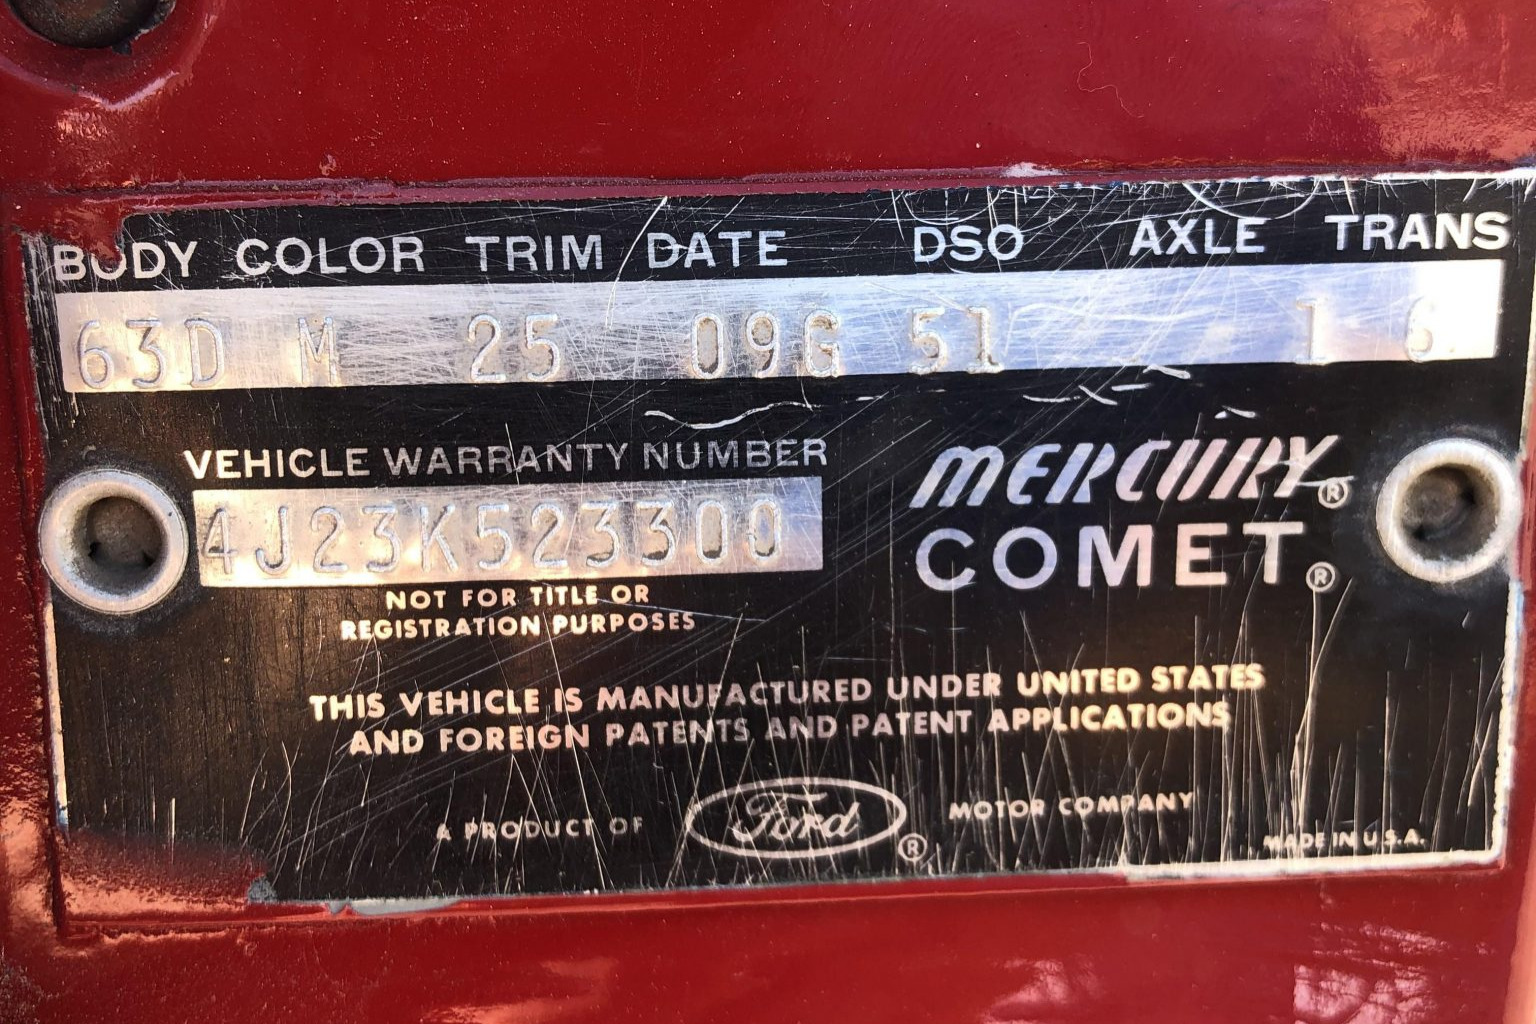 BODY COLOR TRIM DATE DSO AXLE TRANS
63D M 25 09G 51 1 6
VEHICLE WARRANTY NUMBER
4J23K523300
NOT FOR TITLE OR
REGISTRATION PURPOSES
MERCURY®
COMET®
THIS VEHICLE IS MANUFACTURED UNDER UNITED STATES
AND FOREIGN PATENTS AND PATENT APPLICATIONS
A PRODUCT OF Ford® MOTOR COMPANY
MADE IN U.S.A.